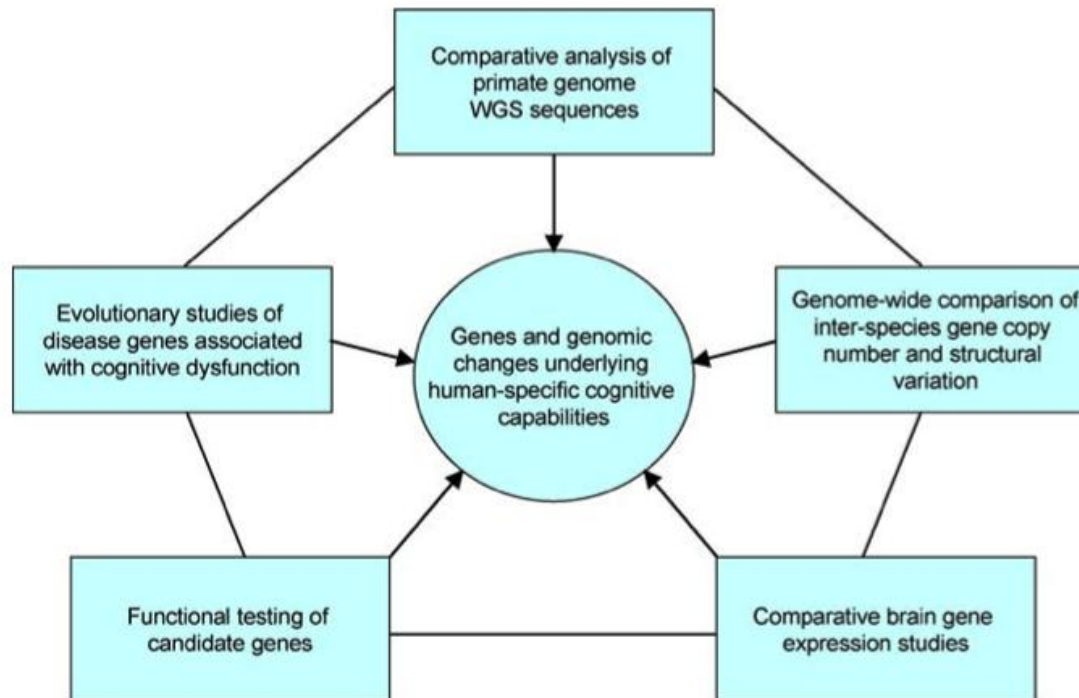 Comparative analysis of
primate genome
WGS sequences
Evolutionary studies of
disease genes associated
with cognitive dysfunction
Genes and genomic
changes underlying
human-specific cognitive
capabilities
Genome-wide comparison of
inter-species gene copy
number and structural
variation
Functional testing of
candidate genes
Comparative brain gene
expression studies